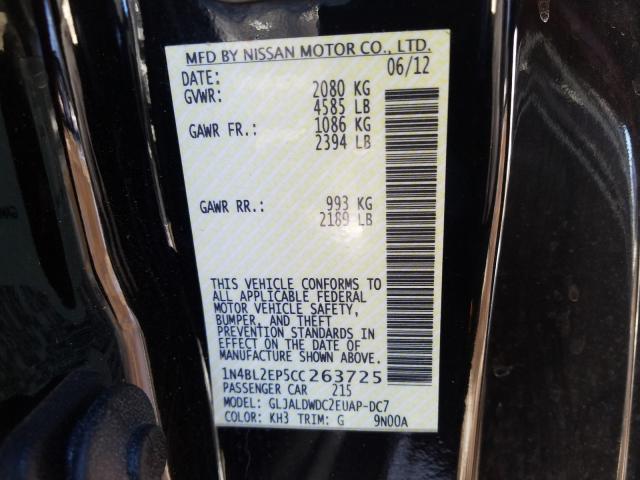 MFD BY NISSAN MOTOR CO., LTD.
DATE: 06/12
GVWR: 2080 KG
4585 LB
GAWR FR.: 1086 KG
2394 LB
GAWR RR.: 993 KG
2189 LB
THIS VEHICLE CONFORMS TO
ALL APPLICABLE FEDERAL
MOTOR VEHICLE SAFETY,
BUMPER, AND THEFT
PREVENTION STANDARDS IN
EFFECT ON THE DATE OF
MANUFACTURE SHOWN ABOVE.
1N4BL2EP5CC263725
PASSENGER CAR 215
MODEL: GLJALDWDC2EUAP-DC7
COLOR: KH3 TRIM: G 9N00A